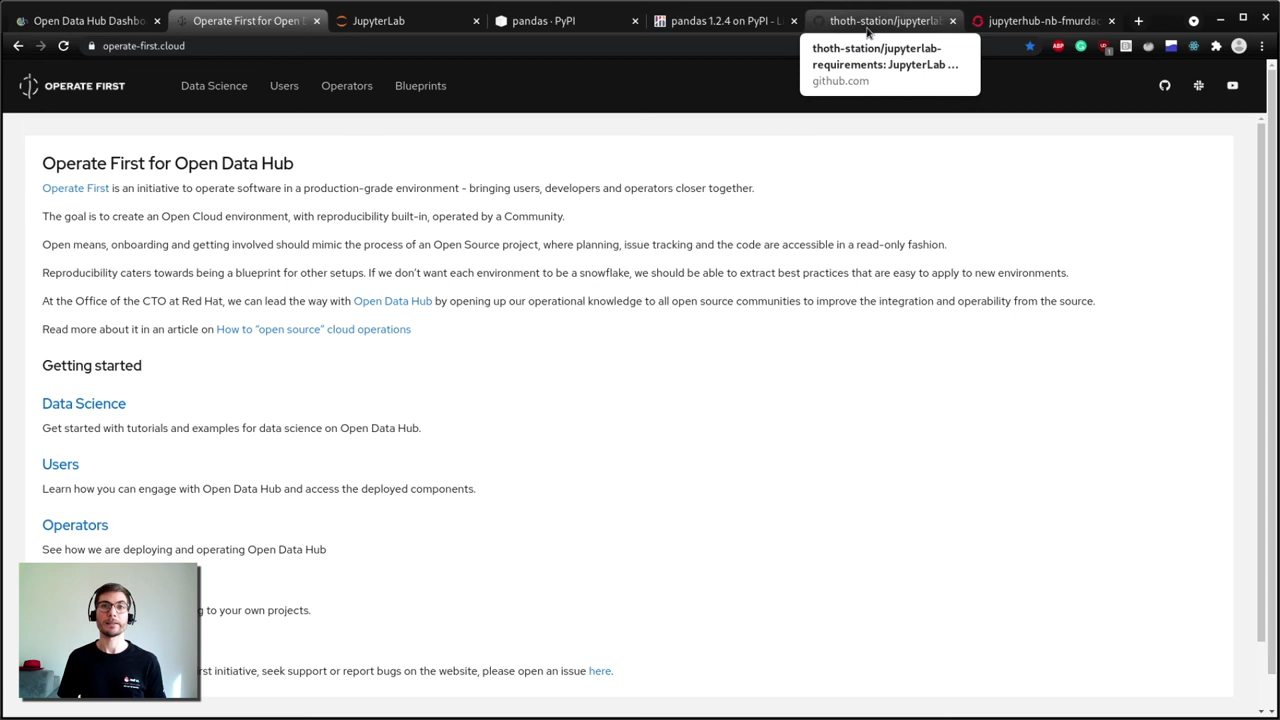 Open Data Hub Dashbo
Operate First for Open D
JupyterLab
pandas · PyPI
pandas 1.2.4 on PyPI - L
thoth-station/jupyterlab
jupyterhub-nb-fmurdac
operate-first.cloud
ABP
1
thoth-station/jupyterlab-
requirements: JupyterLab ...
github.com
OPERATE FIRST
Data Science
Users
Operators
Blueprints
Operate First for Open Data Hub
Operate First is an initiative to operate software in a production-grade environment - bringing users, developers and operators closer together.
The goal is to create an Open Cloud environment, with reproducibility built-in, operated by a Community.
Open means, onboarding and getting involved should mimic the process of an Open Source project, where planning, issue tracking and the code are accessible in a read-only fashion.
Reproducibility caters towards being a blueprint for other setups. If we don't want each environment to be a snowflake, we should be able to extract best practices that are easy to apply to new environments.
At the Office of the CTO at Red Hat, we can lead the way with Open Data Hub by opening up our operational knowledge to all open source communities to improve the integration and operability from the source.
Read more about it in an article on How to "open source" cloud operations
Getting started
Data Science
Get started with tutorials and examples for data science on Open Data Hub.
Users
Learn how you can engage with Open Data Hub and access the deployed components.
Operators
See how we are deploying and operating Open Data Hub
g to your own projects.
rst initiative, seek support or report bugs on the website, please open an issue here.